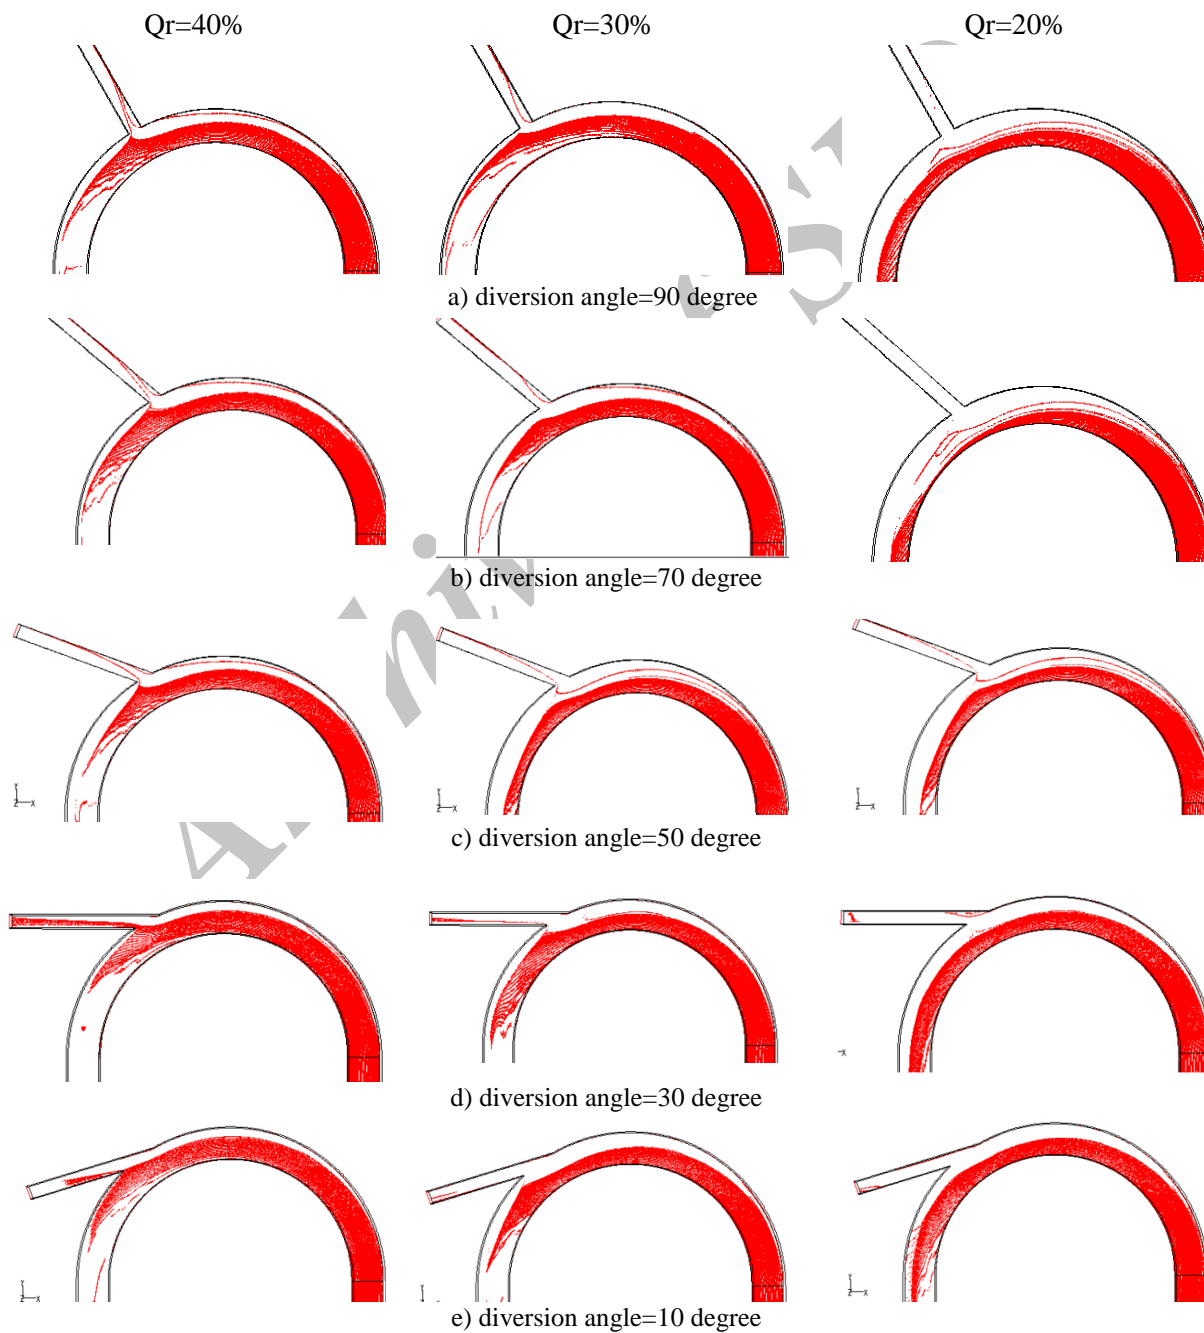 Qr=40% Qr=30% Qr=20%
a) diversion angle=90 degree
b) diversion angle=70 degree
c) diversion angle=50 degree
d) diversion angle=30 degree
e) diversion angle=10 degree